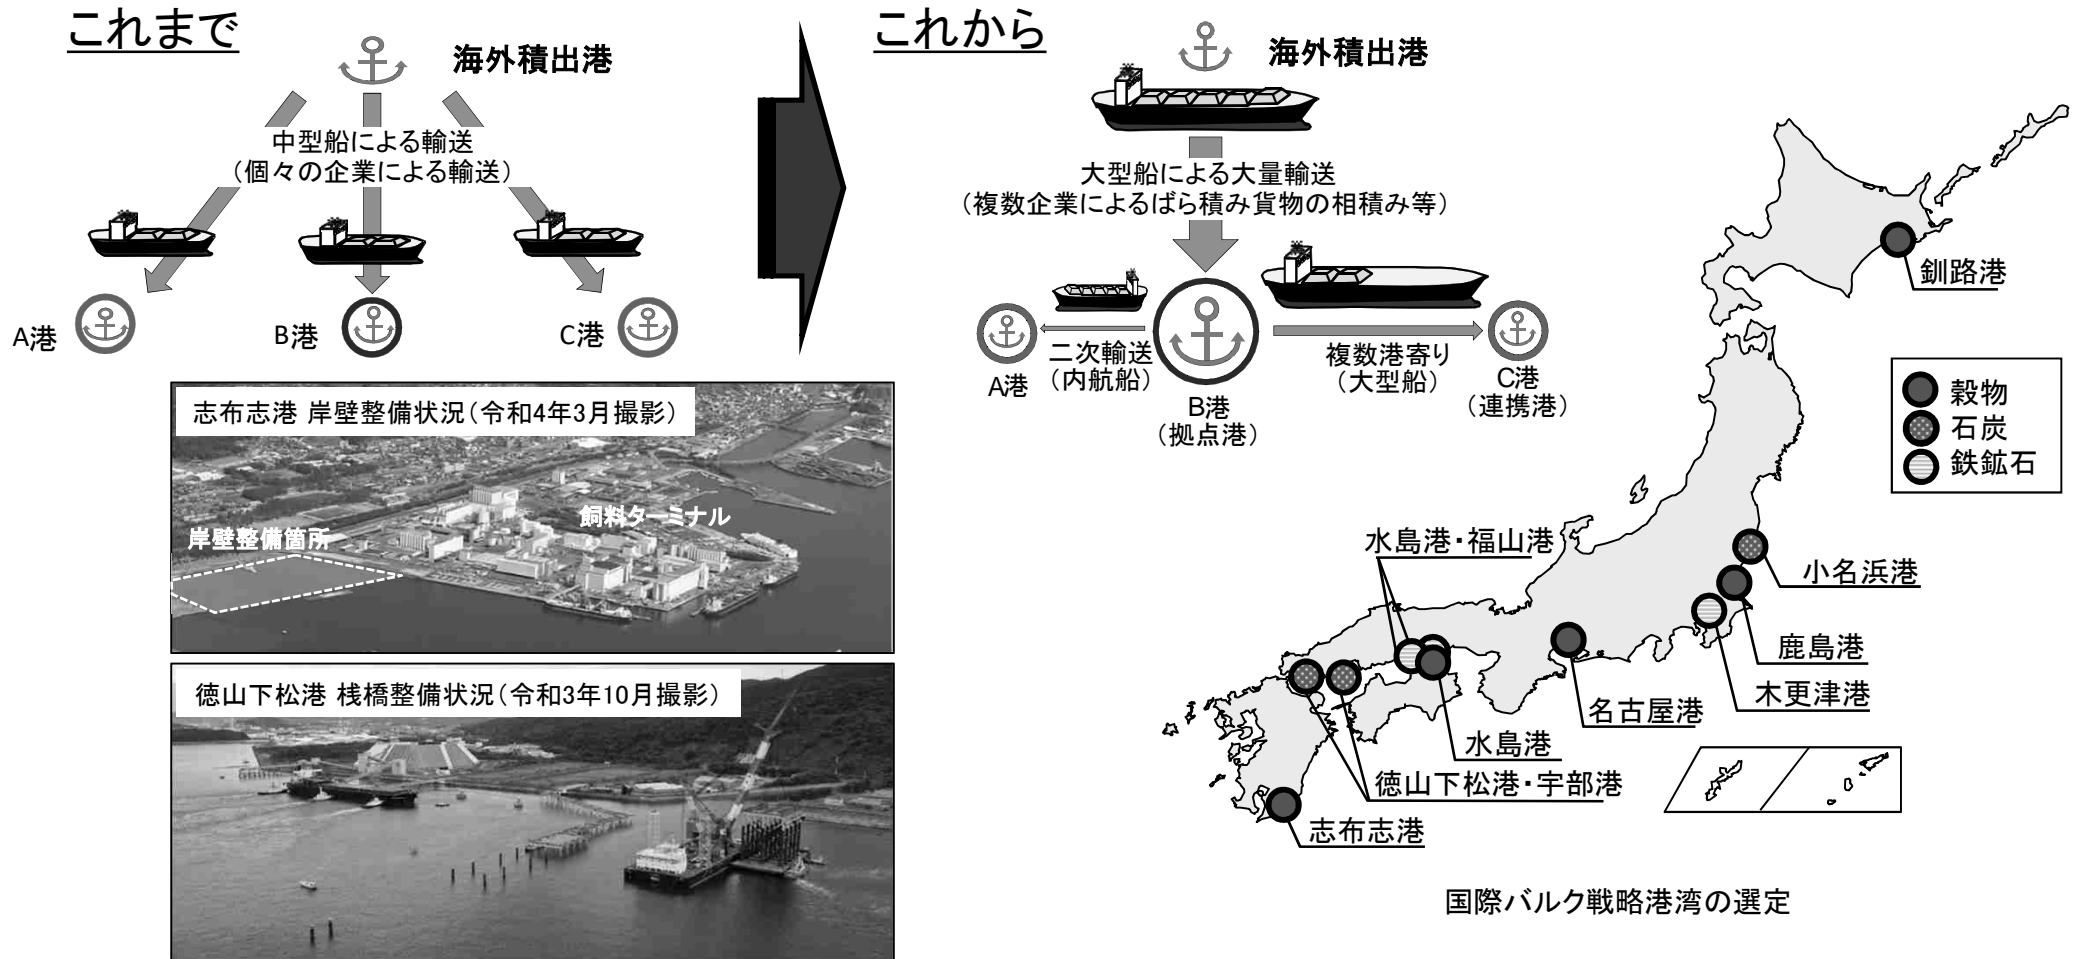 これまで
海外積出港
中型船による輸送
（個々の企業による輸送）
A港
B港
C港
これから
海外積出港
大型船による大量輸送
（複数企業によるばら積み貨物の相積み等）
二次輸送
（内航船）
複数港寄り
（大型船）
A港
B港
（拠点港）
C港
（連携港）
志布志港 岸壁整備状況（令和4年3月撮影）
飼料ターミナル
岸壁整備箇所
徳山下松港 桟橋整備状況（令和3年10月撮影）
釧路港
穀物
石炭
鉄鉱石
水島港・福山港
小名浜港
鹿島港
木更津港
名古屋港
水島港
徳山下松港・宇部港
志布志港
国際バルク戦略港湾の選定